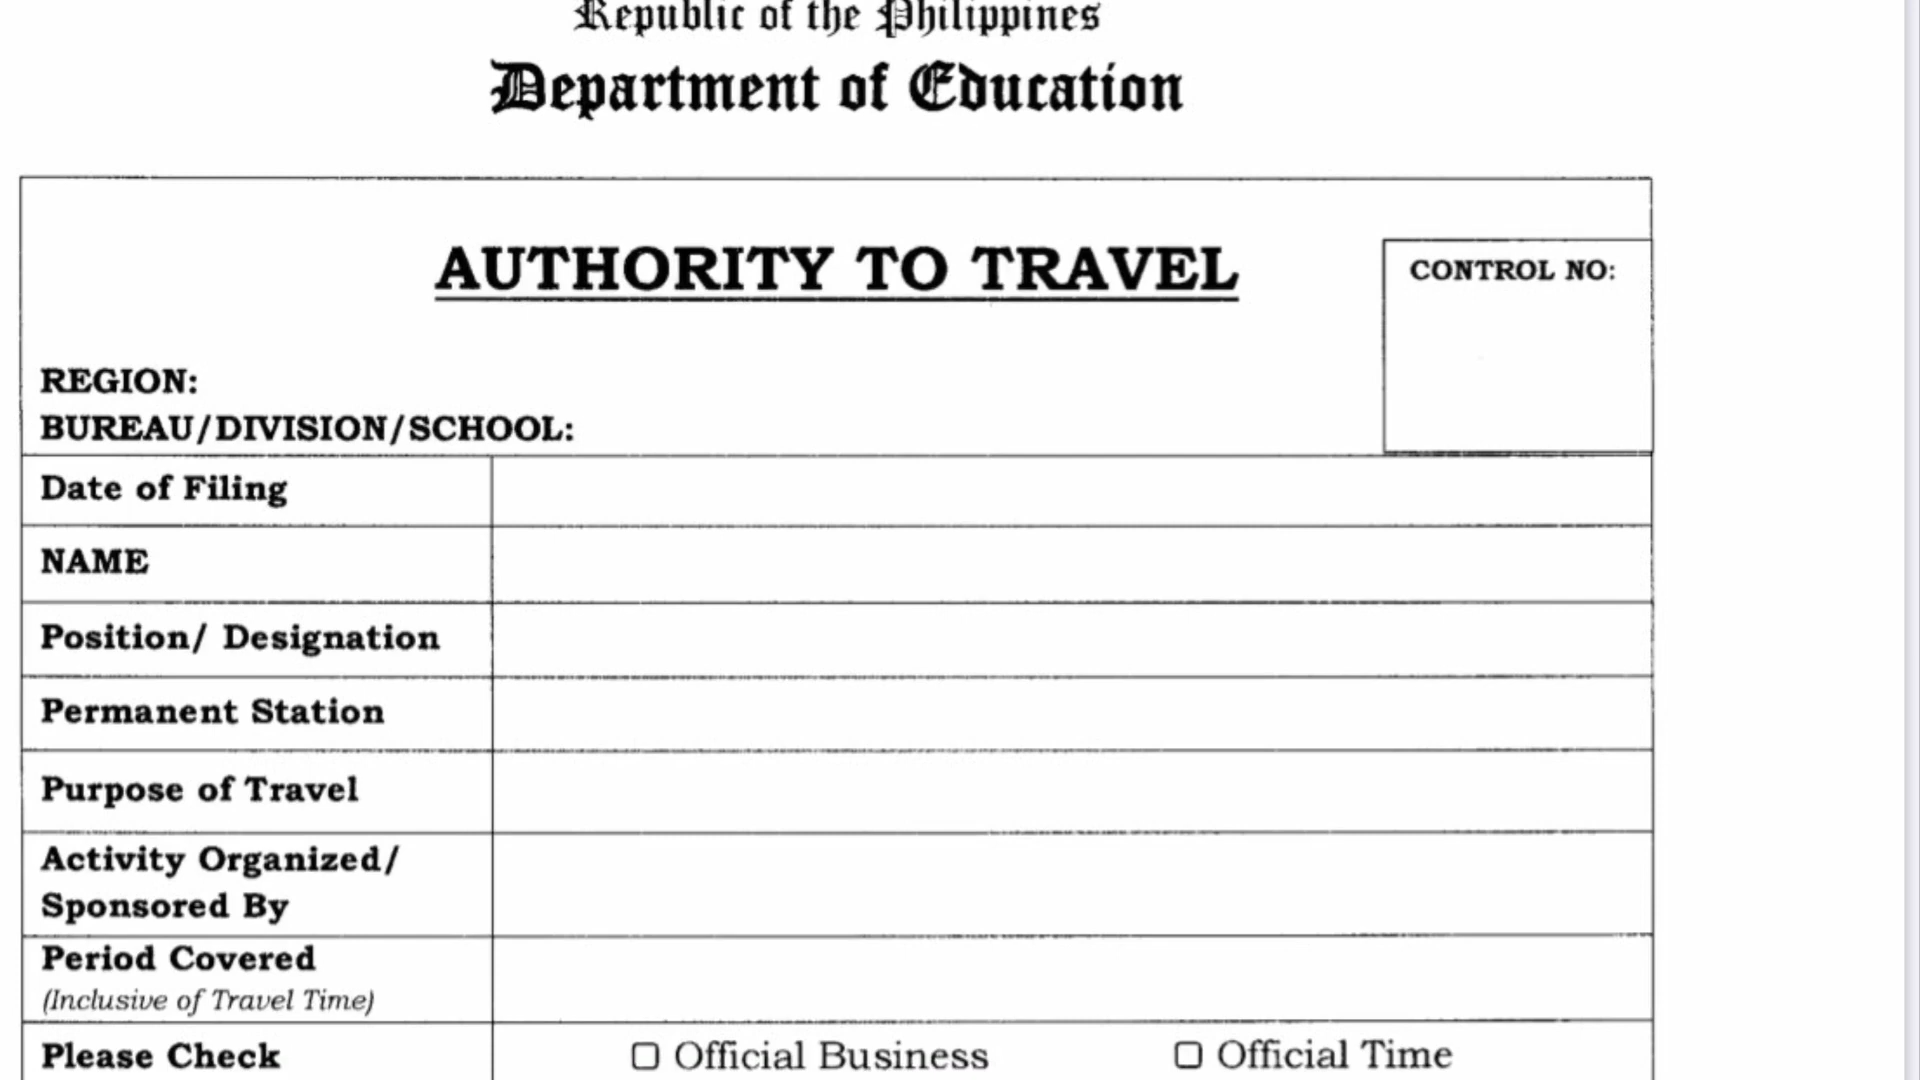 Republic of the Philippines
Department of Education
AUTHORITY TO TRAVEL
CONTROL NO:
REGION:
BUREAU/DIVISION/SCHOOL:
Date of Filing
NAME
Position/ Designation
Permanent Station
Purpose of Travel
Activity Organized/
Sponsored By
Period Covered
(Inclusive of Travel Time)
Please Check
☐ Official Business ☐ Official Time